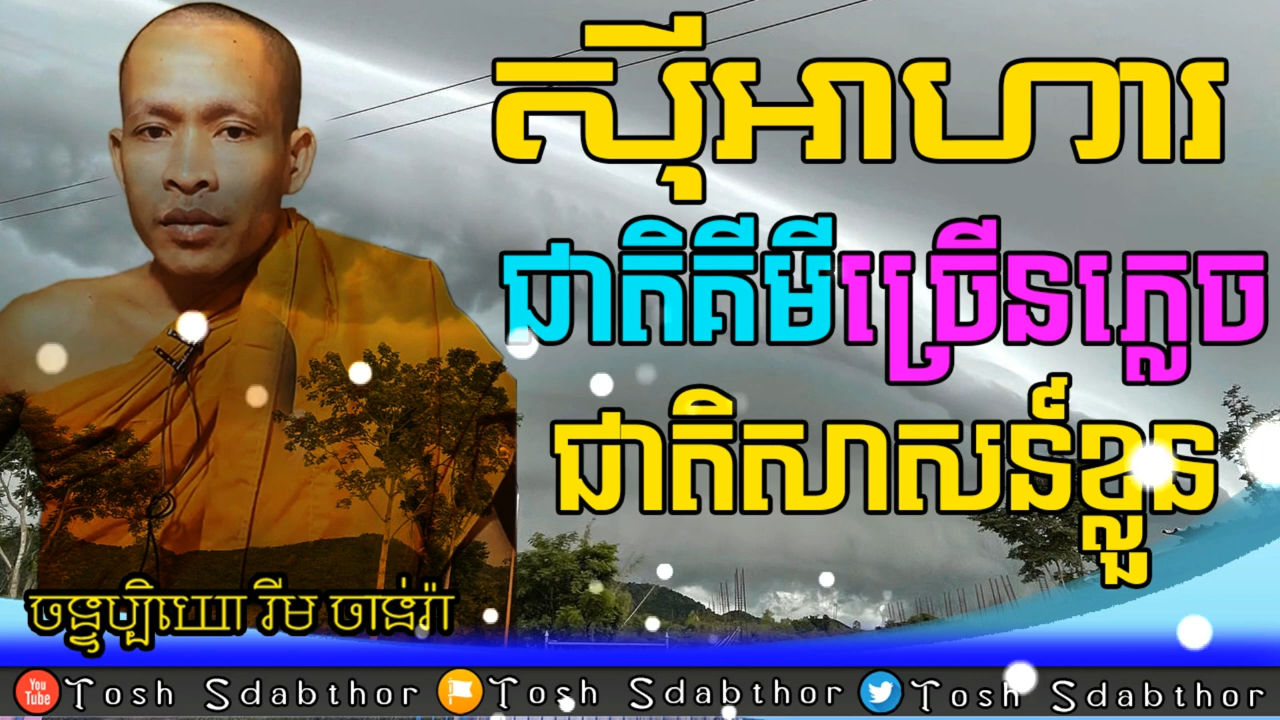 ស៊ីអាហារ
ជាតិគីមីច្រើនភ្លេច
ជាតិសាសន៍ខ្លួន
ចន្ទប្បិយោ រីម ចាន់រ៉ា
You Tube Tosh Sdabthor Tosh Sdabthor Tosh Sdabthor